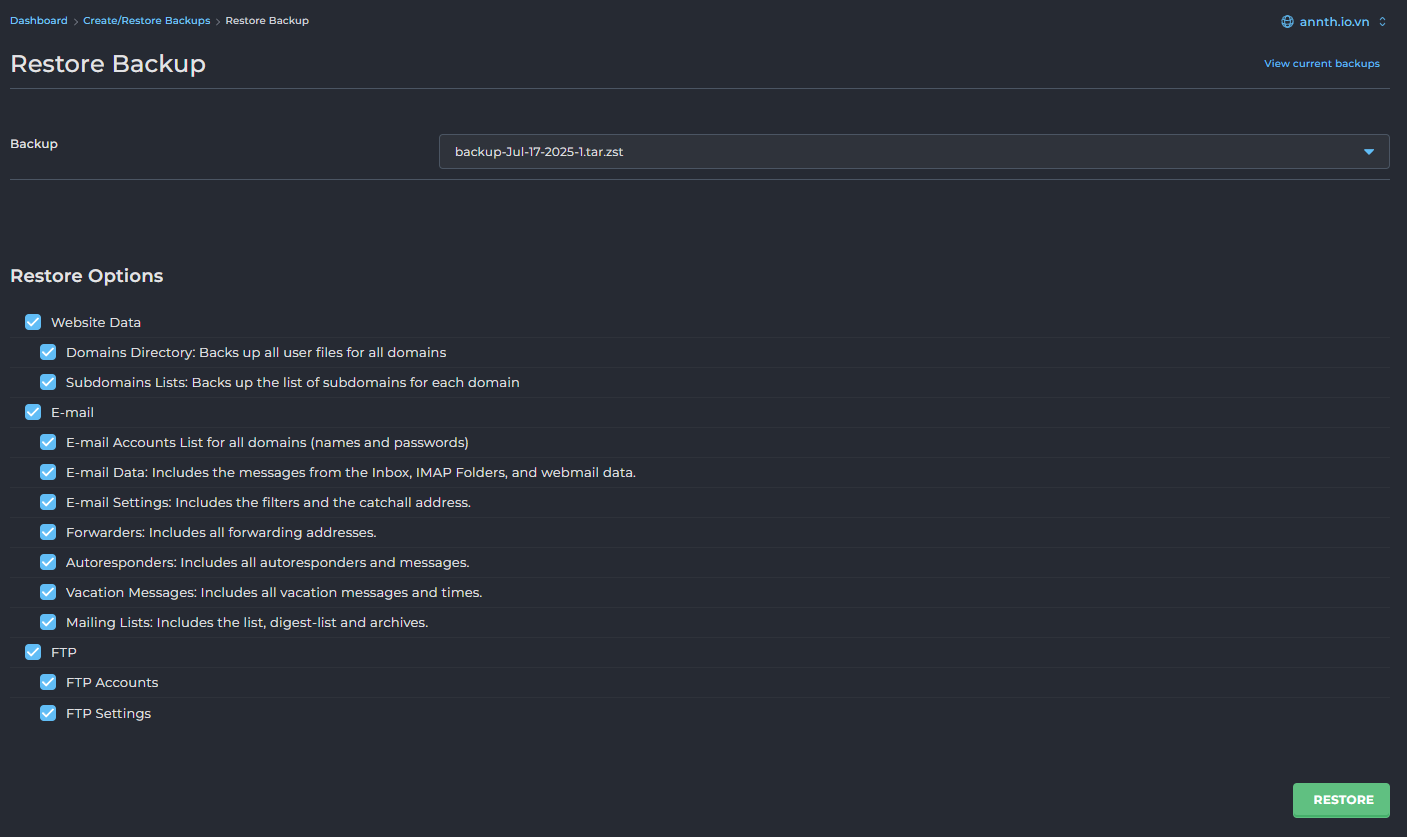 Dashboard > Create/Restore Backups > Restore Backup
annth.io.vn
Restore Backup
View current backups
Backup
backup-Jul-17-2025-1.tar.zst
Restore Options
Website Data
Domains Directory: Backs up all user files for all domains
Subdomains Lists: Backs up the list of subdomains for each domain
E-mail
E-mail Accounts List for all domains (names and passwords)
E-mail Data: Includes the messages from the Inbox, IMAP Folders, and webmail data.
E-mail Settings: Includes the filters and the catchall address.
Forwarders: Includes all forwarding addresses.
Autoresponders: Includes all autoresponders and messages.
Vacation Messages: Includes all vacation messages and times.
Mailing Lists: Includes the list, digest-list and archives.
FTP
FTP Accounts
FTP Settings
RESTORE